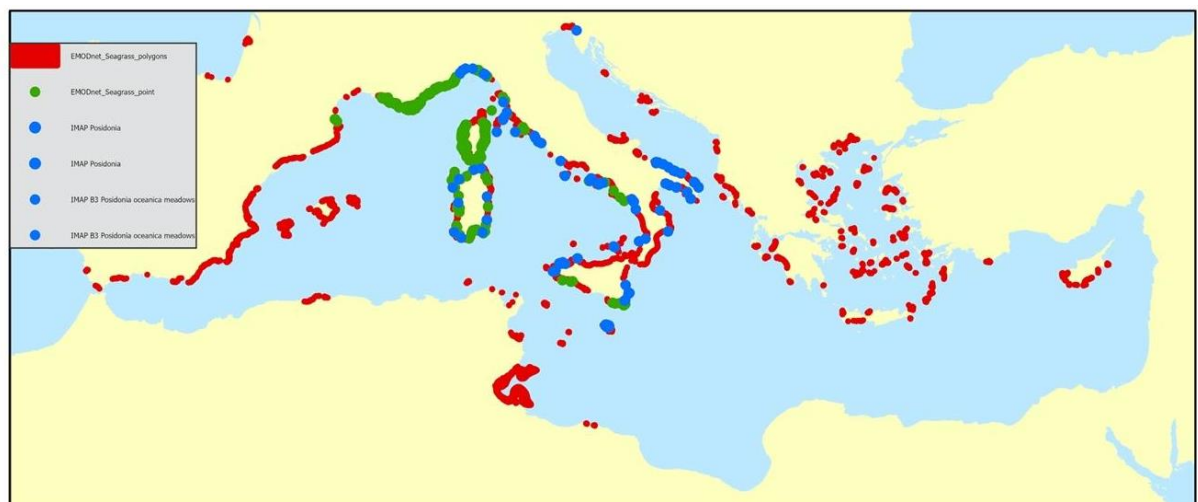 EMODnet_Seagrass_polygons
EMODnet_Seagrass_point
IMAP Posidonia
IMAP Posidonia
IMAP B3 Posidonia oceanica meadows
IMAP B3 Posidonia oceanica meadows